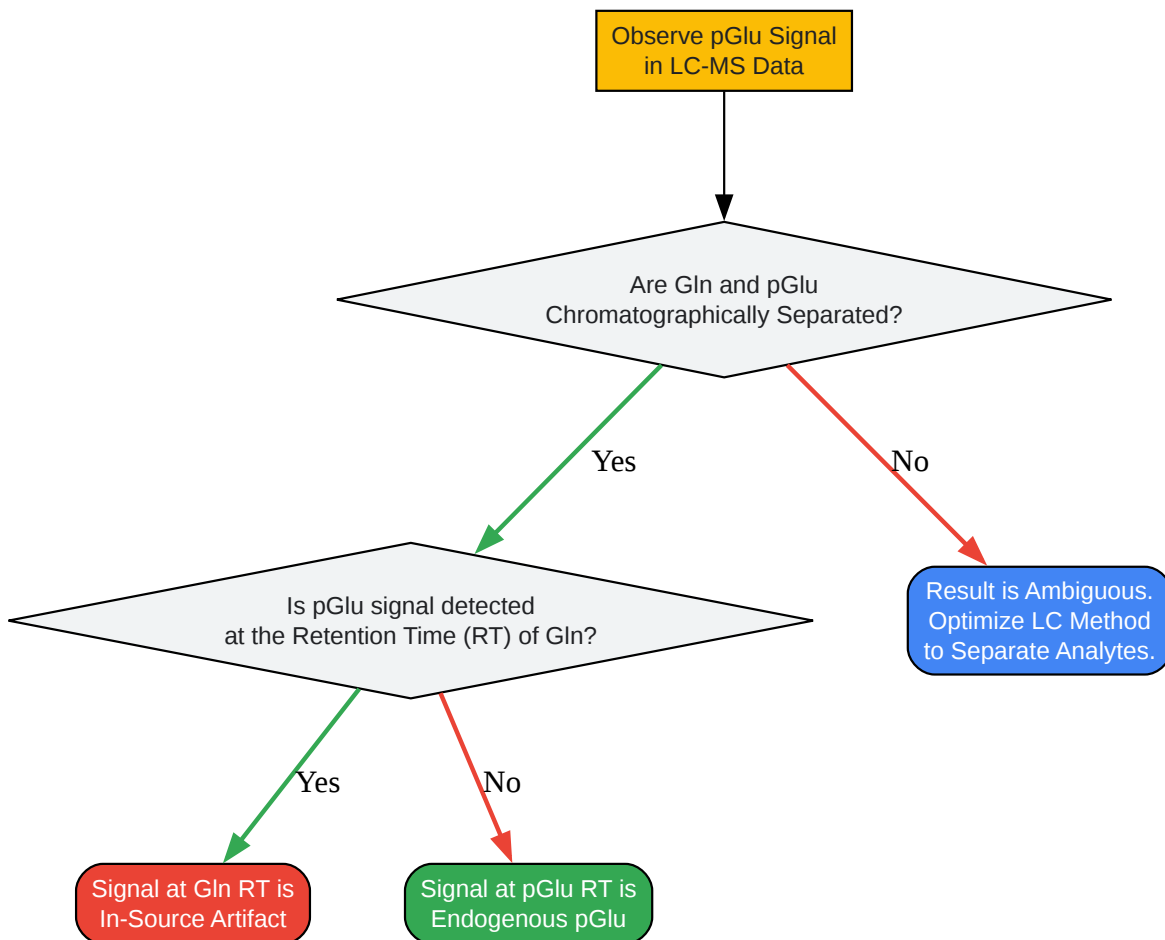 Observe pGlu Signal
in LC-MS Data
Are Gln and pGlu
Chromatographically Separated?
Yes
No
Is pGlu signal detected
at the Retention Time (RT) of Gln?
Result is Ambiguous.
Optimize LC Method
to Separate Analytes.
Yes
No
Signal at Gln RT is
In-Source Artifact
Signal at pGlu RT is
Endogenous pGlu